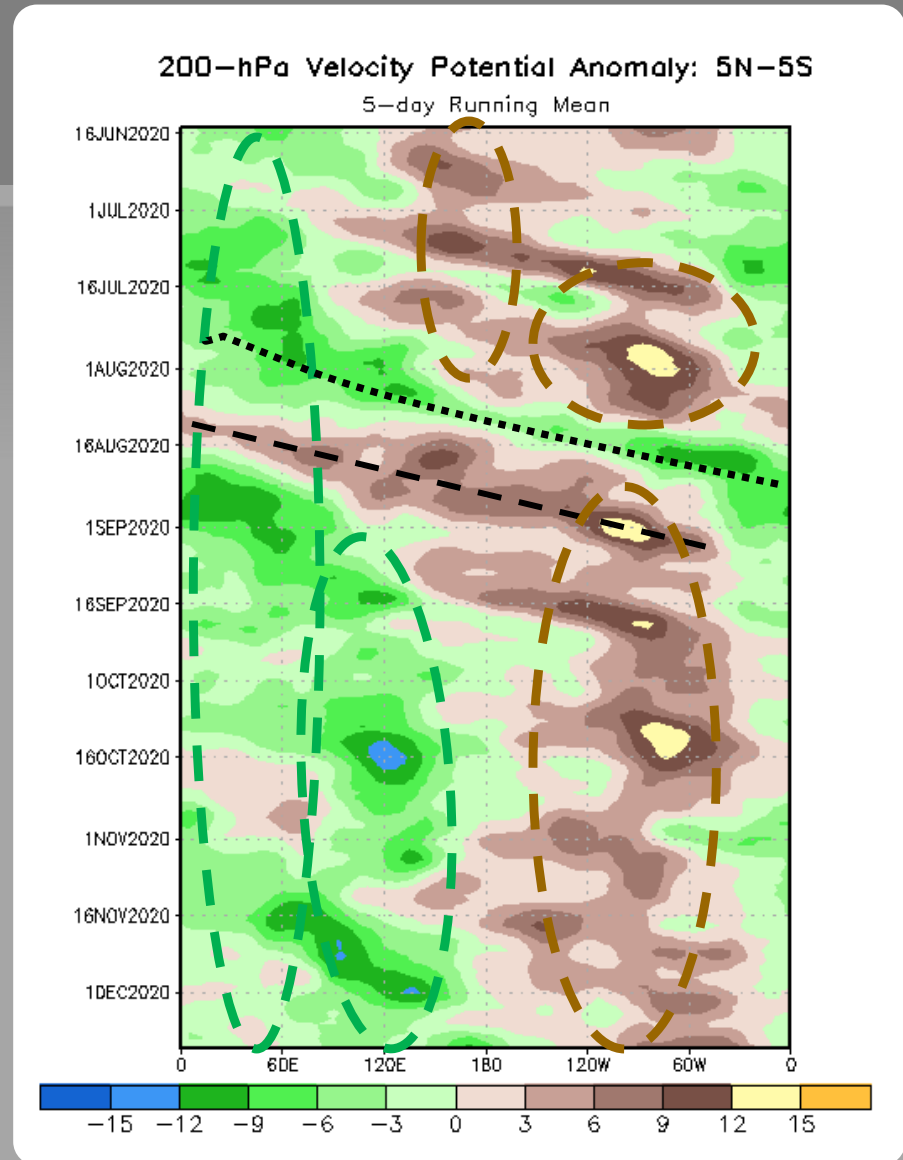 200-hPa Velocity Potential Anomaly: 5N-5S
5-day Running Mean
16JUN2020
1JUL2020
16JUL2020
1AUG2020
16AUG2020
1SEP2020
16SEP2020
1OCT2020
16OCT2020
1NOV2020
16NOV2020
1DEC2020
0 60E 120E 180 120W 60W 0
-15 -12 -9 -6 -3 0 3 6 9 12 15